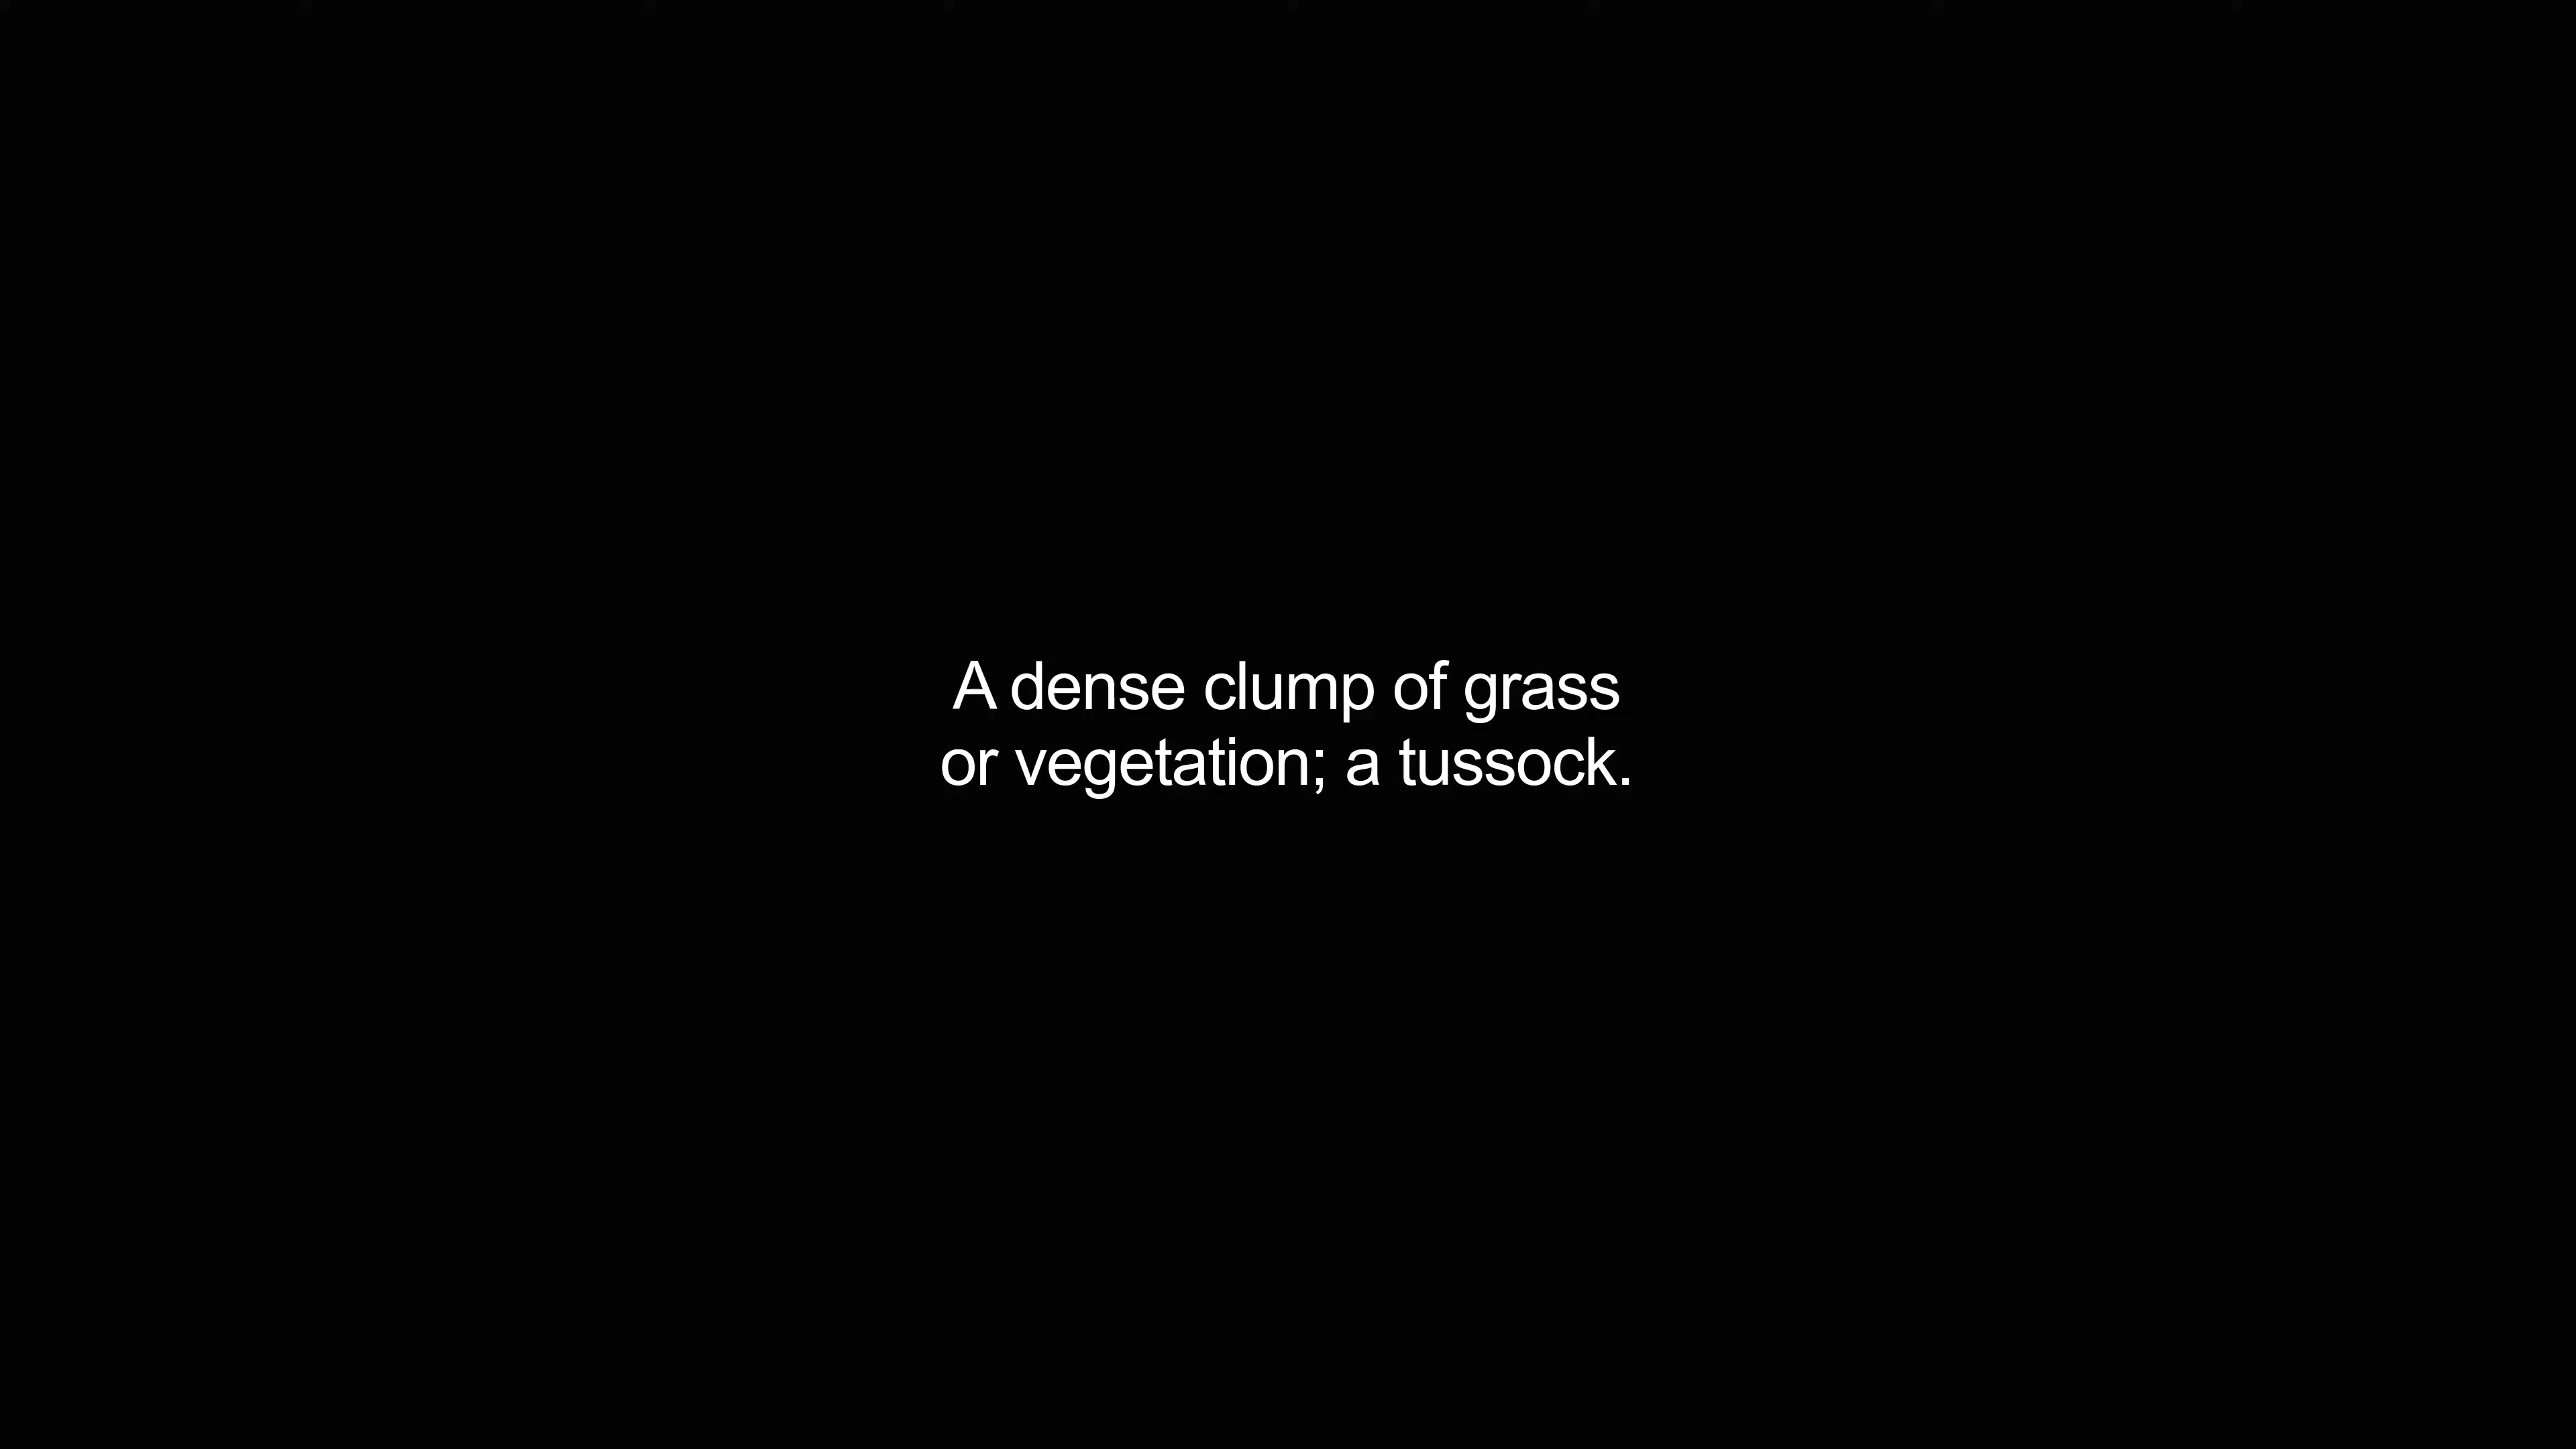 A dense clump of grass
or vegetation; a tussock.